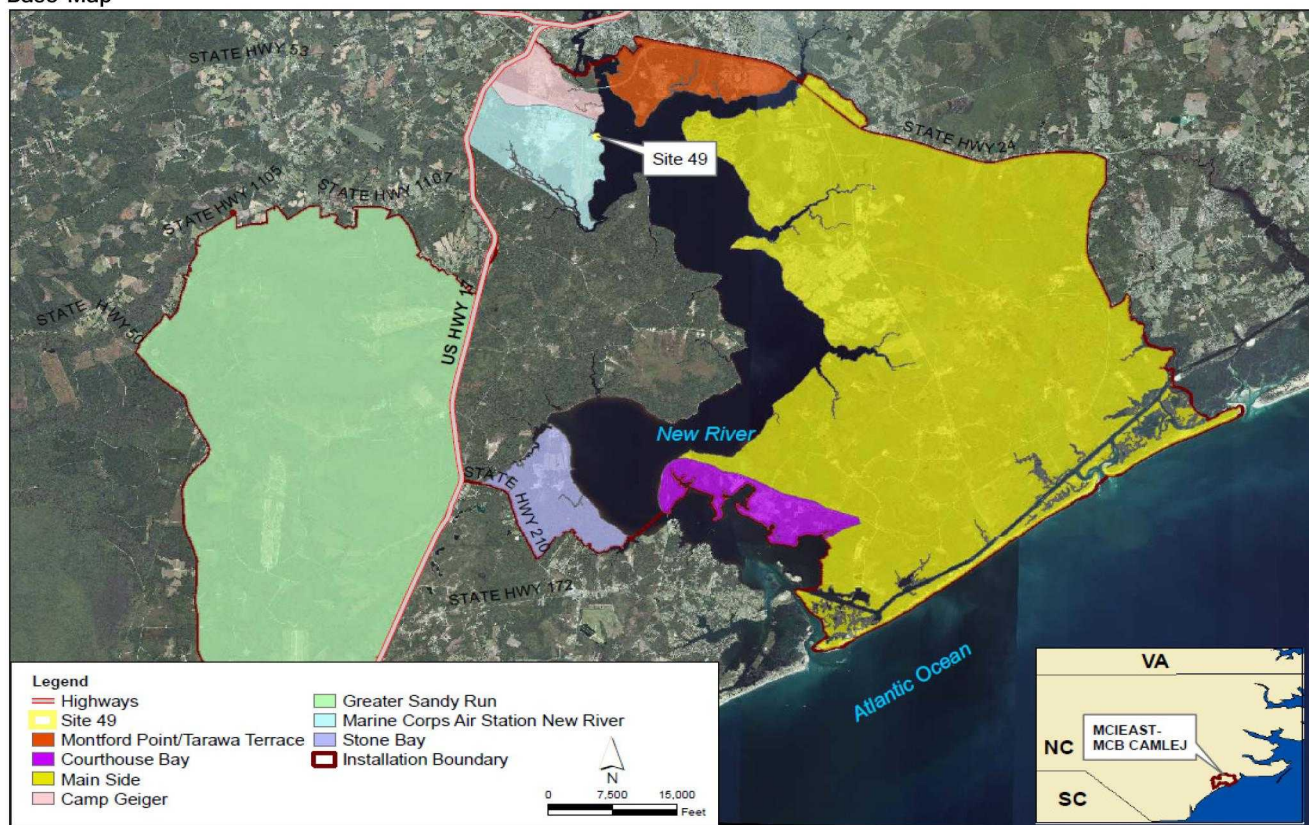 Base Map
STATE HWY 53
Site 49
STATE HWY 24
STATE HWY 1105
STATE HWY 1107
STATE HWY 50
US HWY 17
New River
STATE HWY 210
STATE HWY 172
Atlantic Ocean
Legend
Highways
Site 49
Montford Point/Tarawa Terrace
Courthouse Bay
Main Side
Camp Geiger
Greater Sandy Run
Marine Corps Air Station New River
Stone Bay
Installation Boundary
N
0 7,500 15,000
Feet
VA
MCIEAST-
MCB CAMLEJ
NC
SC